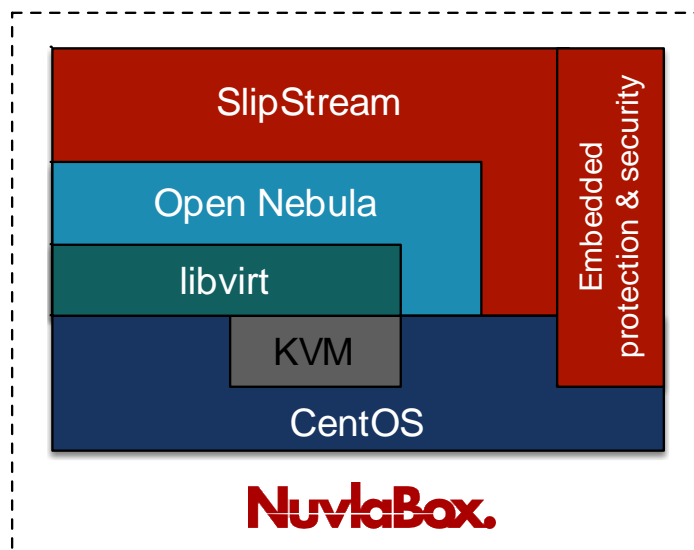 SlipStream
Embedded
protection & security
Open Nebula
libvirt
KVM
CentOS
NuvlaBox.